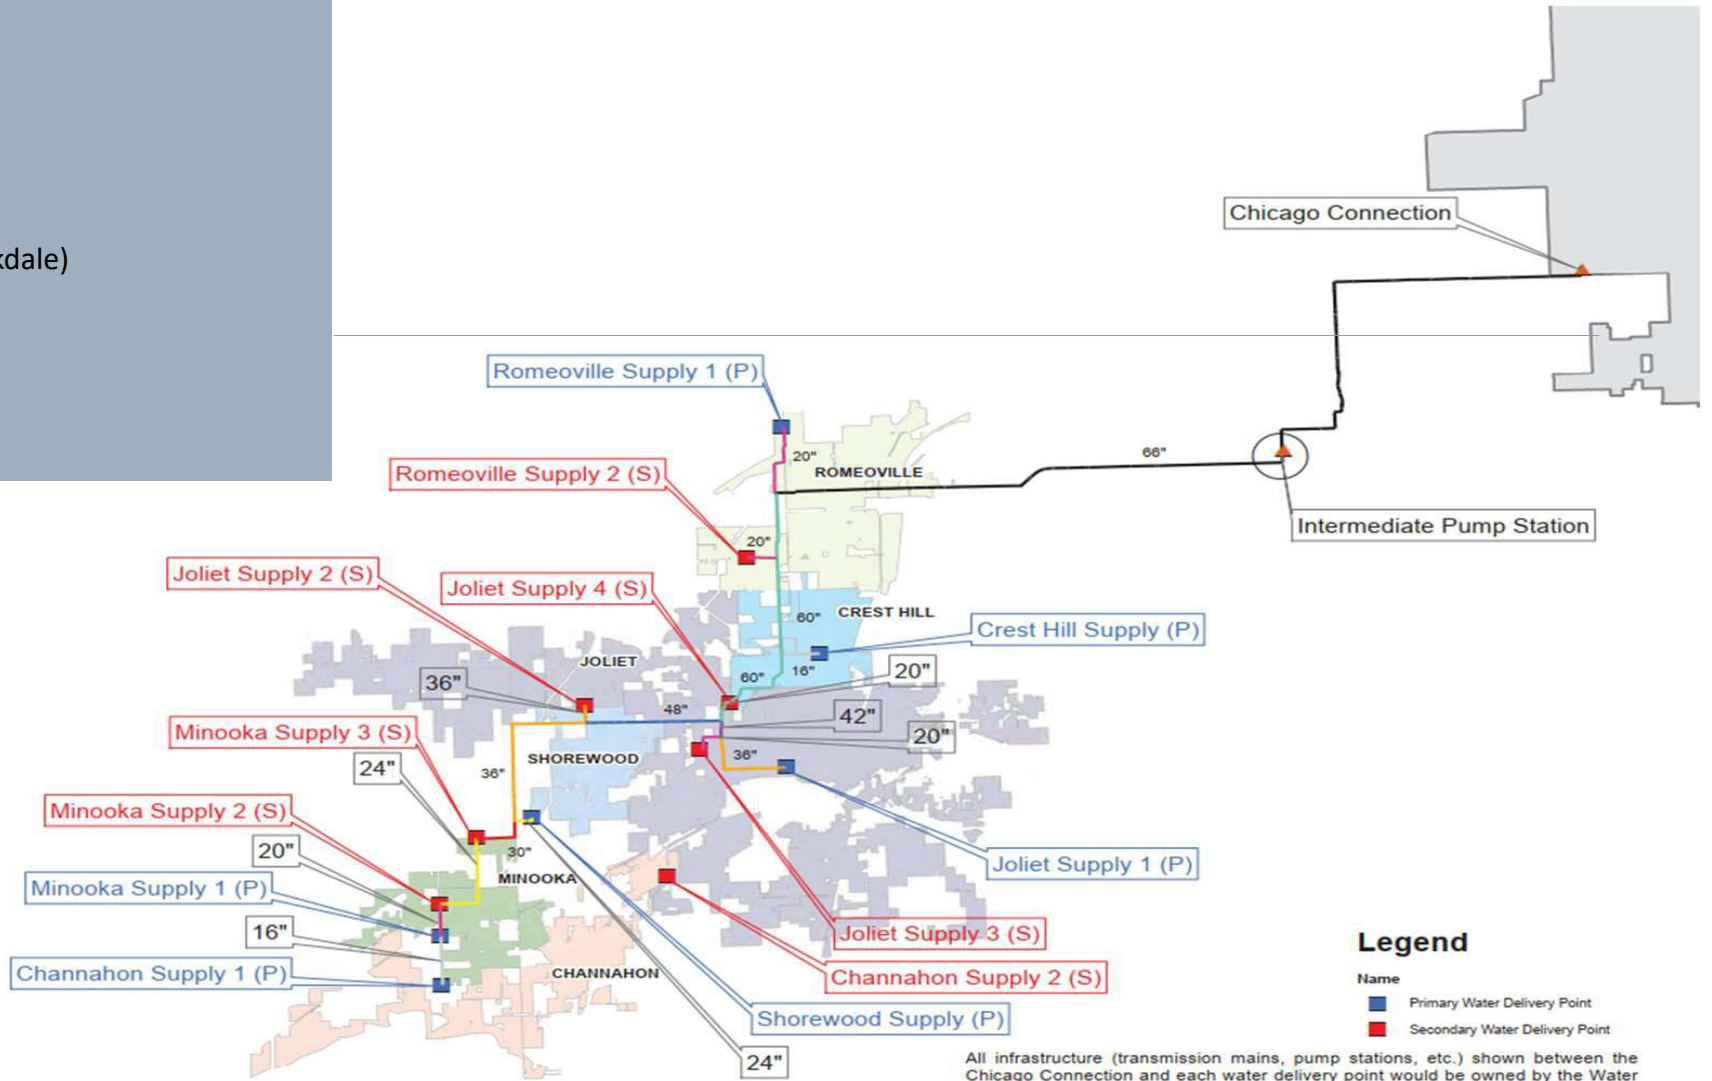 kdale)
Chicago Connection
Romeoville Supply 1 (P)
20"
ROMEOVILLE
66"
Romeoville Supply 2 (S)
Intermediate Pump Station
20"
Joliet Supply 2 (S)
Joliet Supply 4 (S)
60"
CREST HILL
Crest Hill Supply (P)
JOLIET
16"
20"
60"
36"
48"
42"
Minooka Supply 3 (S)
20"
SHOREWOOD
36"
24"
36"
Minooka Supply 2 (S)
20"
30"
Joliet Supply 1 (P)
MINOOKA
Minooka Supply 1 (P)
16"
Joliet Supply 3 (S)
Legend
Channahon Supply 1 (P)
CHANNAHON
Channahon Supply 2 (S)
Name
Primary Water Delivery Point
Shorewood Supply (P)
Secondary Water Delivery Point
24"
All infrastructure (transmission mains, pump stations, etc.) shown between the
Chicago Connection and each water delivery point would be owned by the Water